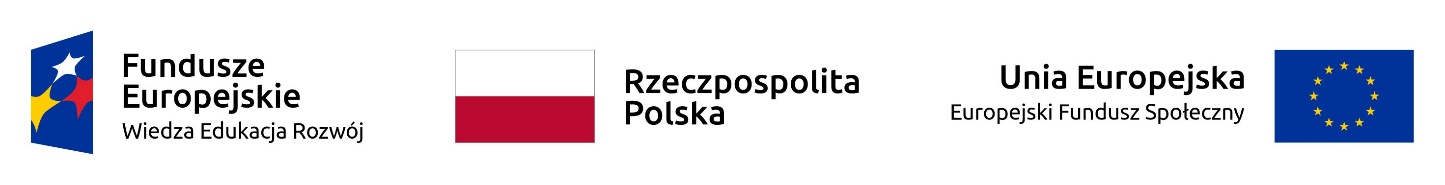 Fundusze
Europejskie
Wiedza Edukacja Rozwój
Rzeczpospolita
Polska
Unia Europejska
Europejski Fundusz Społeczny